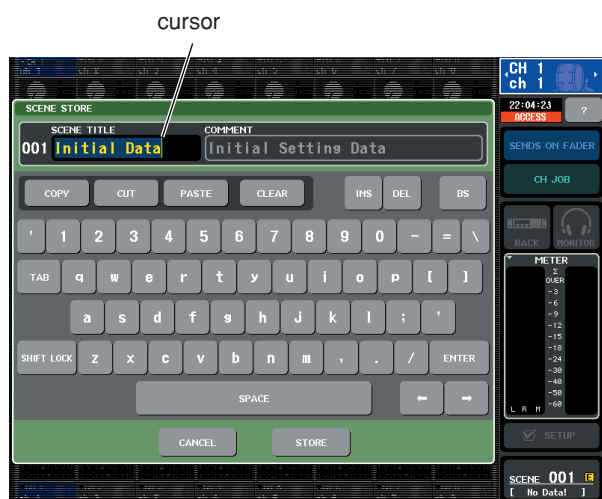 cursor
CH 1
ch 1
22:04:23
ACCESS
?
SCENE STORE
SCENE TITLE COMMENT
001 Initial Data Initial Setting Data
SENDS ON FADER
CH JOB
COPY CUT PASTE CLEAR INS DEL BS
' 1 2 3 4 5 6 7 8 9 0 - = \
TAB q w e r t y u i o p [ ]
a s d f g h j k l ; '
SHIFT LOCK z x c v b n m , . / ENTER
SPACE ← →
CANCEL STORE
RACK MONITOR
METER
Σ
OVER
-3
-6
-9
-12
-15
-18
-24
-30
-40
-50
-60
L R M
SETUP
SCENE 001 E
[ No Data! ]